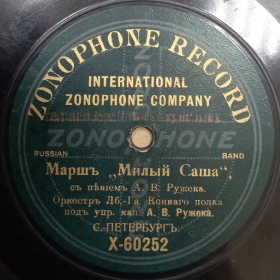 ZONOPHONE RECORD
INTERNATIONAL
ZONOPHONE COMPANY
ZONOPHONE
RUSSIAN BAND
Маршъ „Милый Саша“,
съ пѣніемъ А. В. Ружека.
Оркестръ Лб.-Гв. Коннаго полка
подъ упр. кап. А. В. Ружека.
С.-ПЕТЕРБУРГЪ.
X-60252